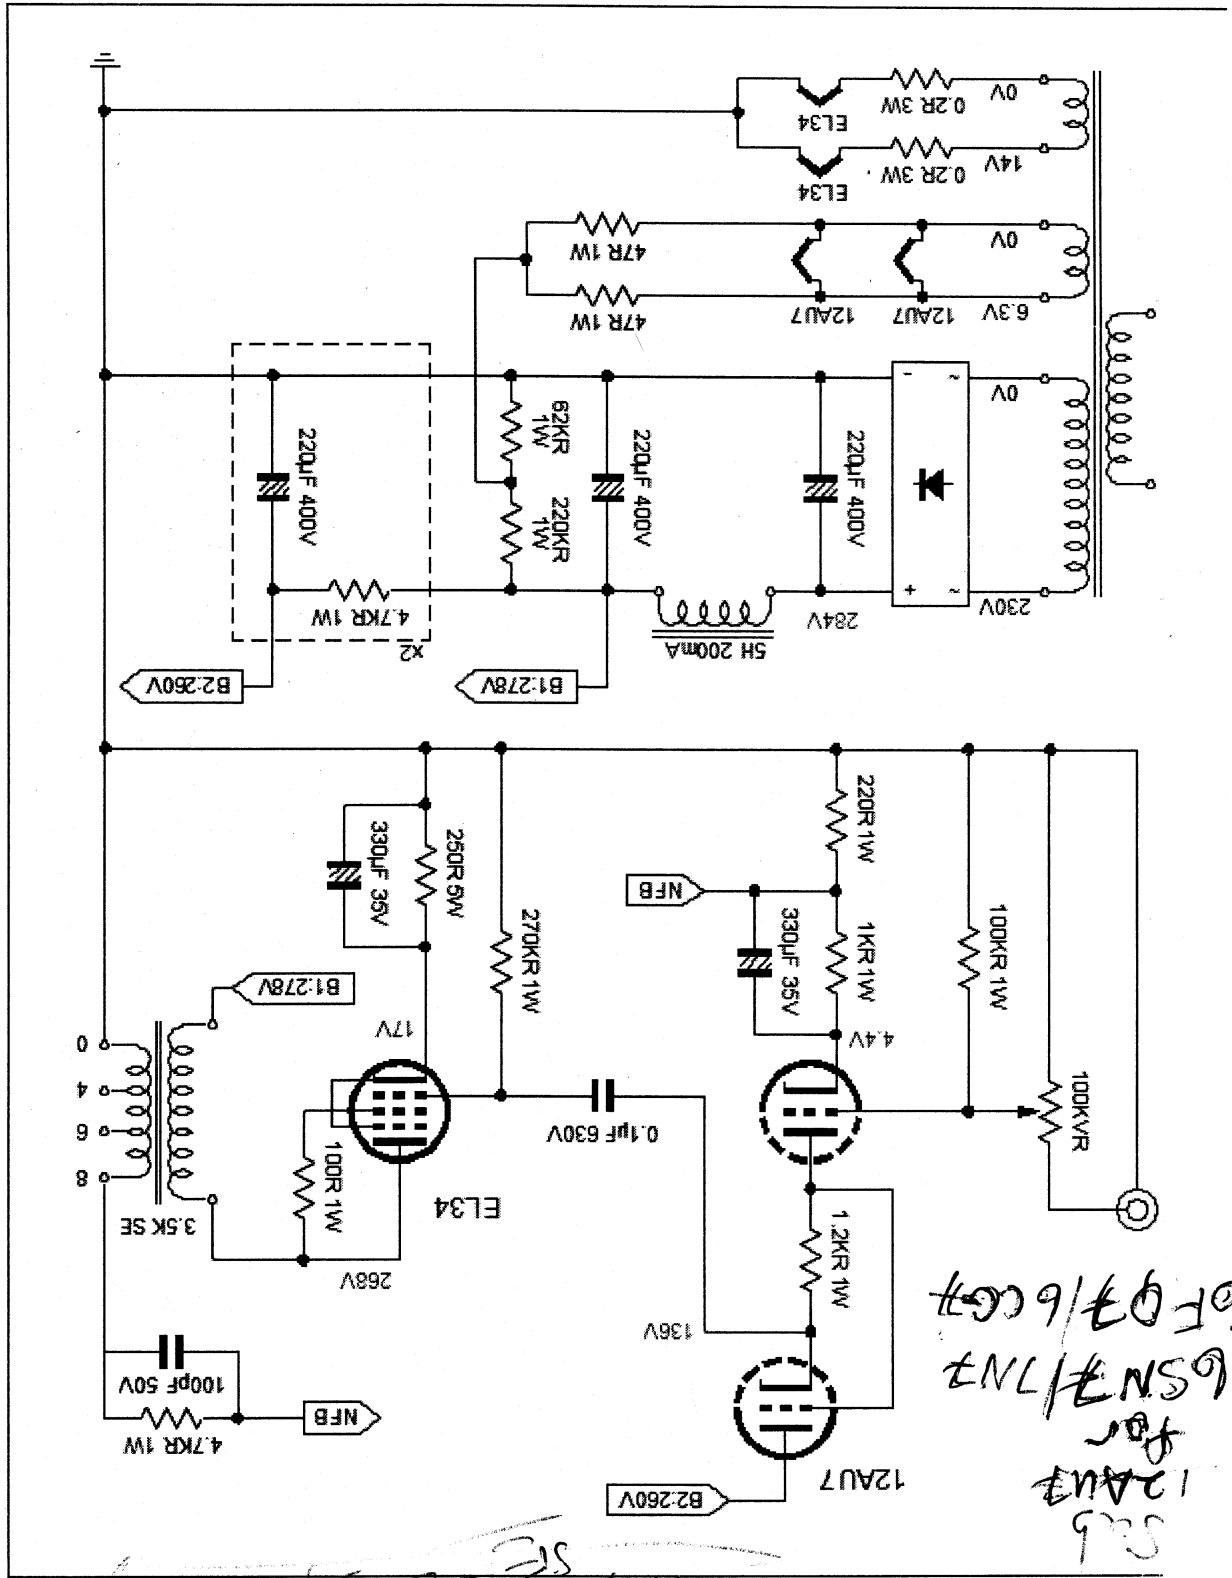 SE
Sub
12AU7
for
6SN7/7N7
6FQ7/6CG7
B2:260V
12AU7
NFB
4.7KR 1W
100pF 50V
136V
1.2KR 1W
268V
3.5K SE
EL34
100R 1W
8
6
4
0
100KVR
0.1µF 630V
4.4V
17V
B1:278V
100KR 1W
1KR 1W
330µF 35V
270KR 1W
NFB
220R 1W
250R 5W
330µF 35V
B1:278V
B2:260V
5H 200mA
x2
230V
~
+
284V
4.7KR 1W
220µF 400V
220µF 400V
220KR
1W
62KR
1W
220µF 400V
0V
~
-
6.3V
12AU7
12AU7
47R 1W
0V
47R 1W
EL34
14V
0.2R 3W
EL34
0V
0.2R 3W